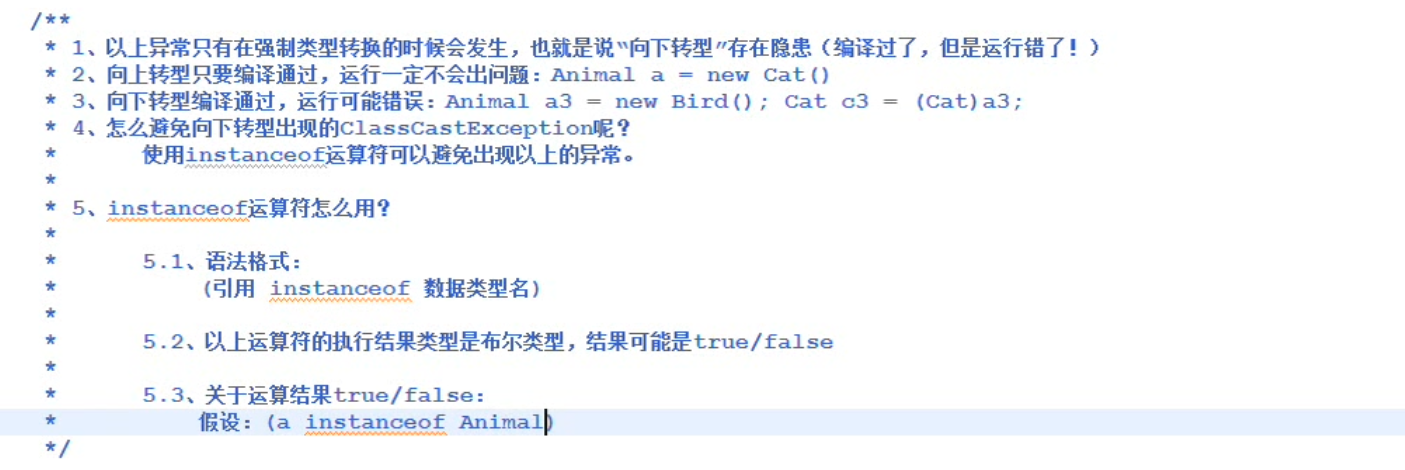 /**
* 1、以上异常只有在强制类型转换的时候会发生，也就是说“向下转型”存在隐患（编译过了，但是运行错了！）
* 2、向上转型只要编译通过，运行一定不会出问题：Animal a = new Cat()
* 3、向下转型编译通过，运行可能错误：Animal a3 = new Bird(); Cat c3 = (Cat)a3;
* 4、怎么避免向下转型出现的ClassCastException呢？
* 使用instanceof运算符可以避免出现以上的异常。
*
* 5、instanceof运算符怎么用？
*
* 5.1、语法格式：
* (引用 instanceof 数据类型名)
*
* 5.2、以上运算符的执行结果类型是布尔类型，结果可能是true/false
*
* 5.3、关于运算结果true/false：
* 假设：(a instanceof Animal)
*/